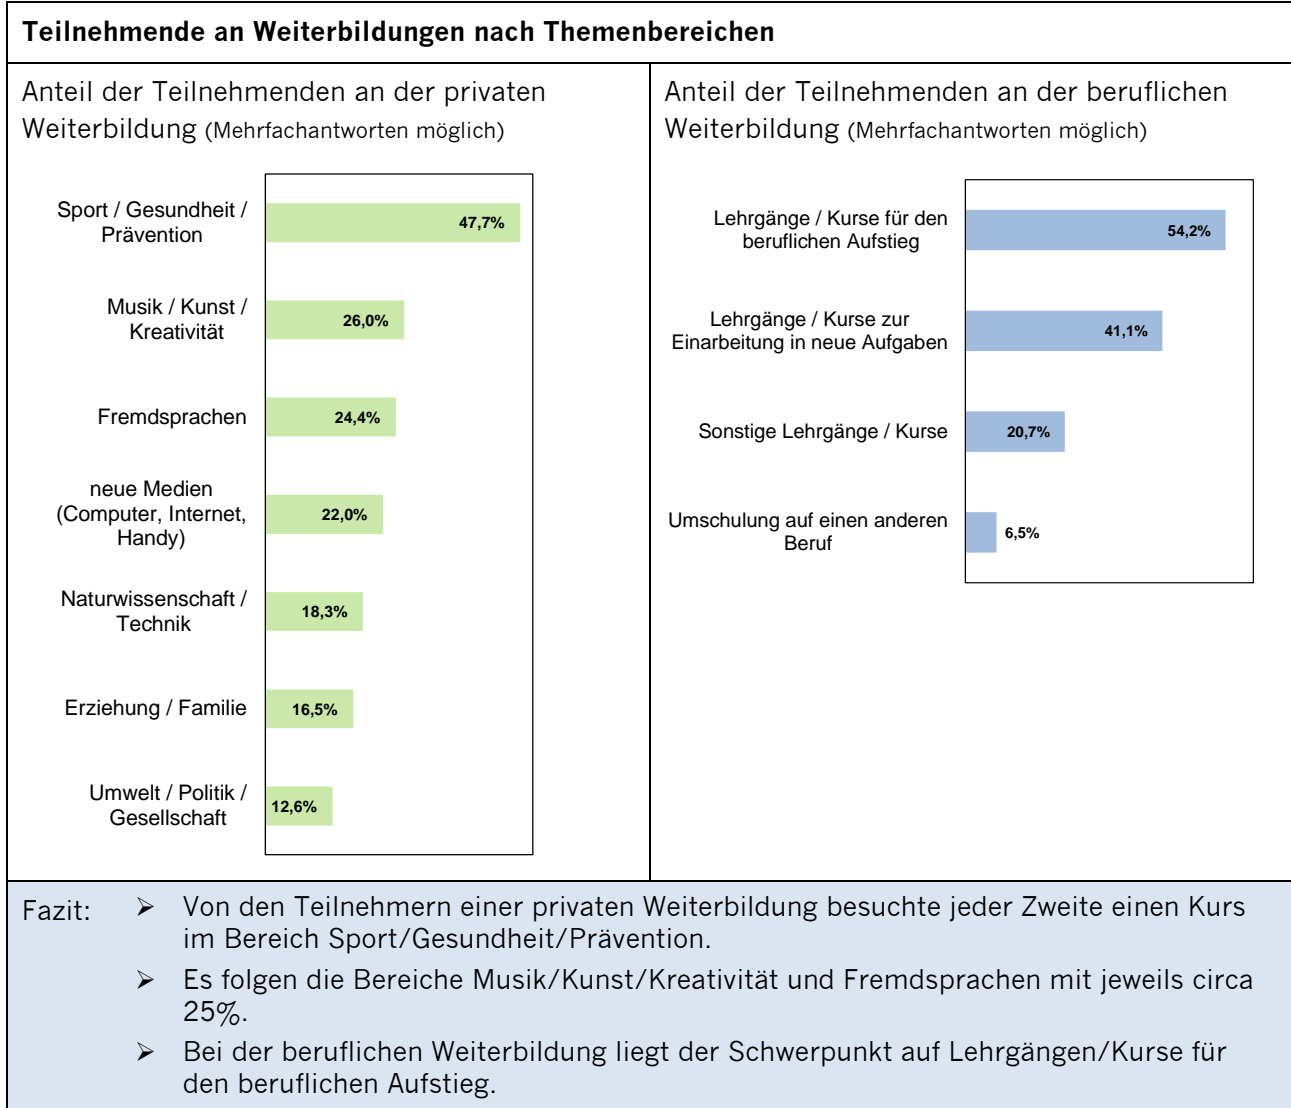 Teilnehmende an Weiterbildungen nach Themenbereichen
Anteil der Teilnehmenden an der privaten
Weiterbildung (Mehrfachantworten möglich)
Sport / Gesundheit /
Prävention
47,7%
Musik / Kunst /
Kreativität
26,0%
Fremdsprachen
24,4%
neue Medien
(Computer, Internet,
Handy)
22,0%
Naturwissenschaft /
Technik
18,3%
Erziehung / Familie
16,5%
Umwelt / Politik /
Gesellschaft
12,6%
Anteil der Teilnehmenden an der beruflichen
Weiterbildung (Mehrfachantworten möglich)
Lehrgänge / Kurse für den
beruflichen Aufstieg
54,2%
Lehrgänge / Kurse zur
Einarbeitung in neue Aufgaben
41,1%
Sonstige Lehrgänge / Kurse
20,7%
Umschulung auf einen anderen
Beruf
6,5%
Fazit: ➢ Von den Teilnehmern einer privaten Weiterbildung besuchte jeder Zweite einen Kurs
im Bereich Sport/Gesundheit/Prävention.
➢ Es folgen die Bereiche Musik/Kunst/Kreativität und Fremdsprachen mit jeweils circa
25%.
➢ Bei der beruflichen Weiterbildung liegt der Schwerpunkt auf Lehrgängen/Kurse für
den beruflichen Aufstieg.